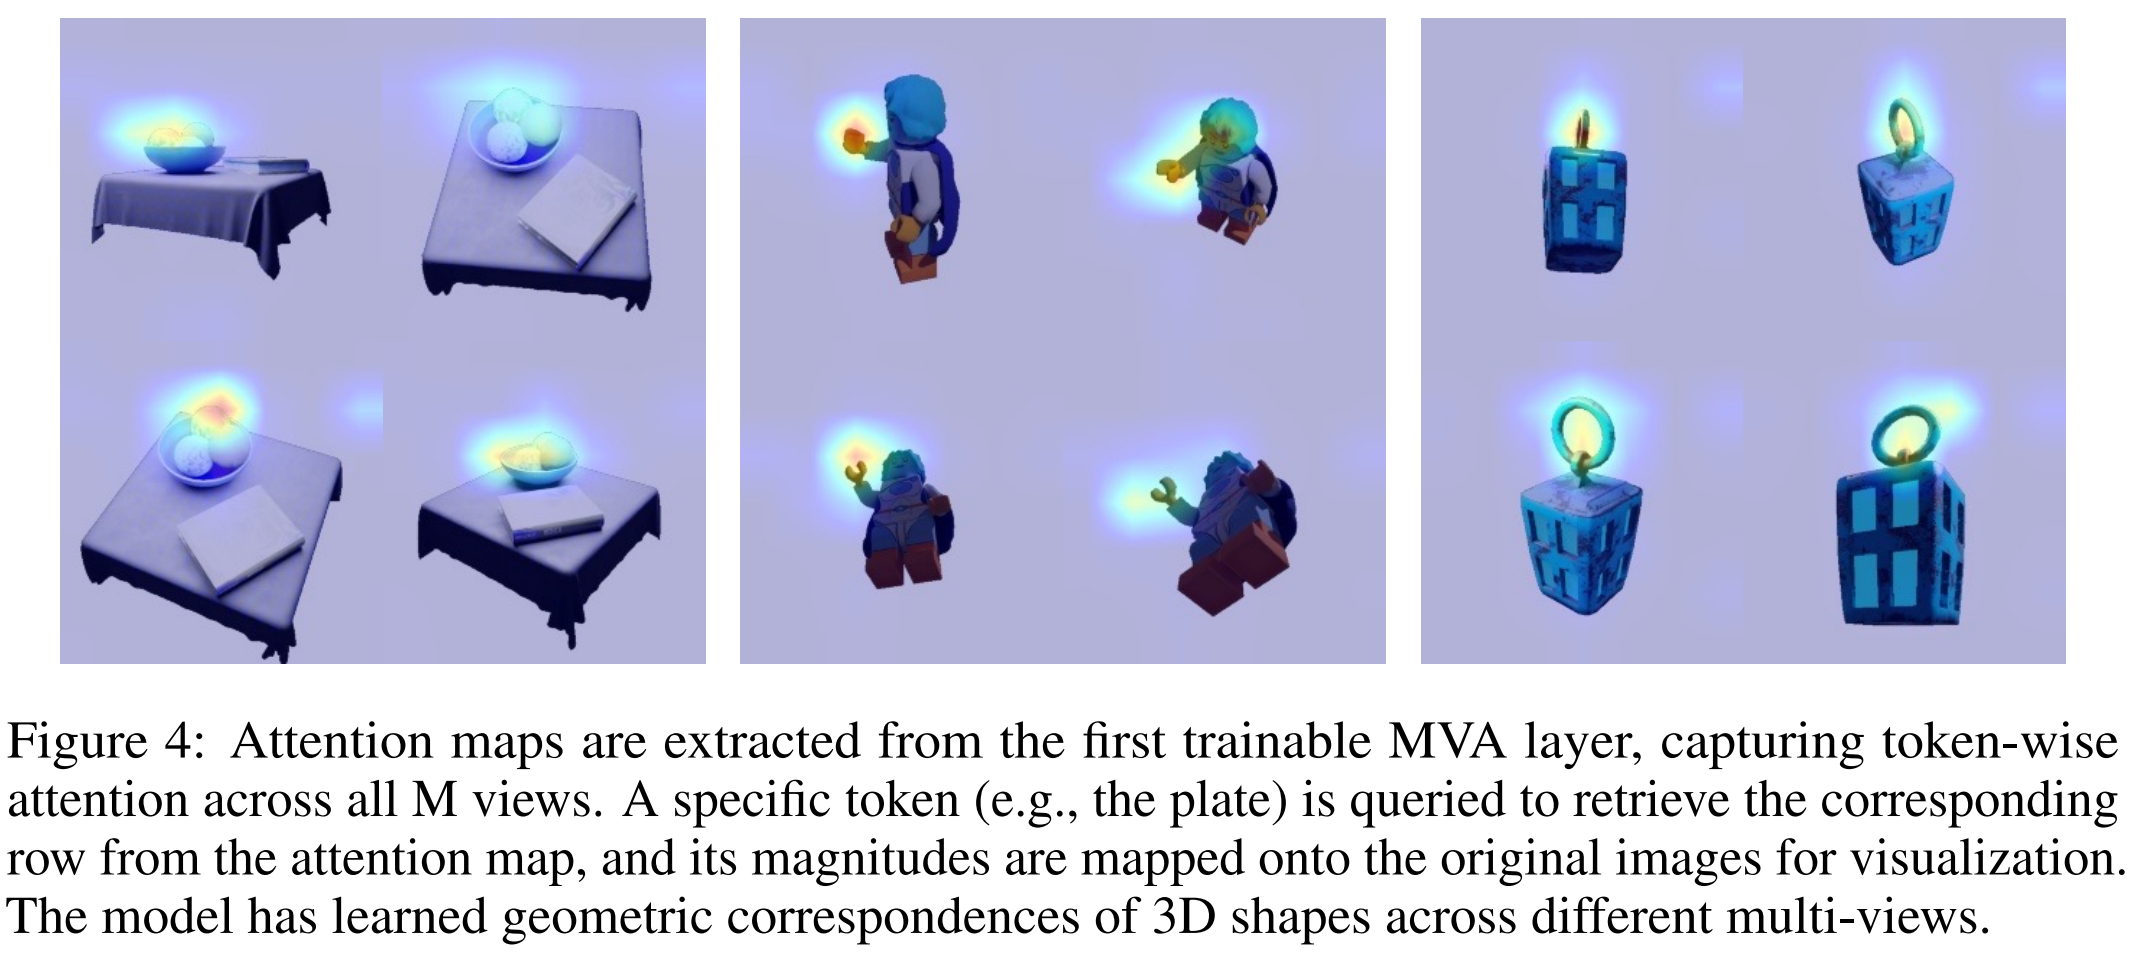 Figure 4: Attention maps are extracted from the first trainable MVA layer, capturing token-wise
attention across all M views. A specific token (e.g., the plate) is queried to retrieve the corresponding
row from the attention map, and its magnitudes are mapped onto the original images for visualization.
The model has learned geometric correspondences of 3D shapes across different multi-views.